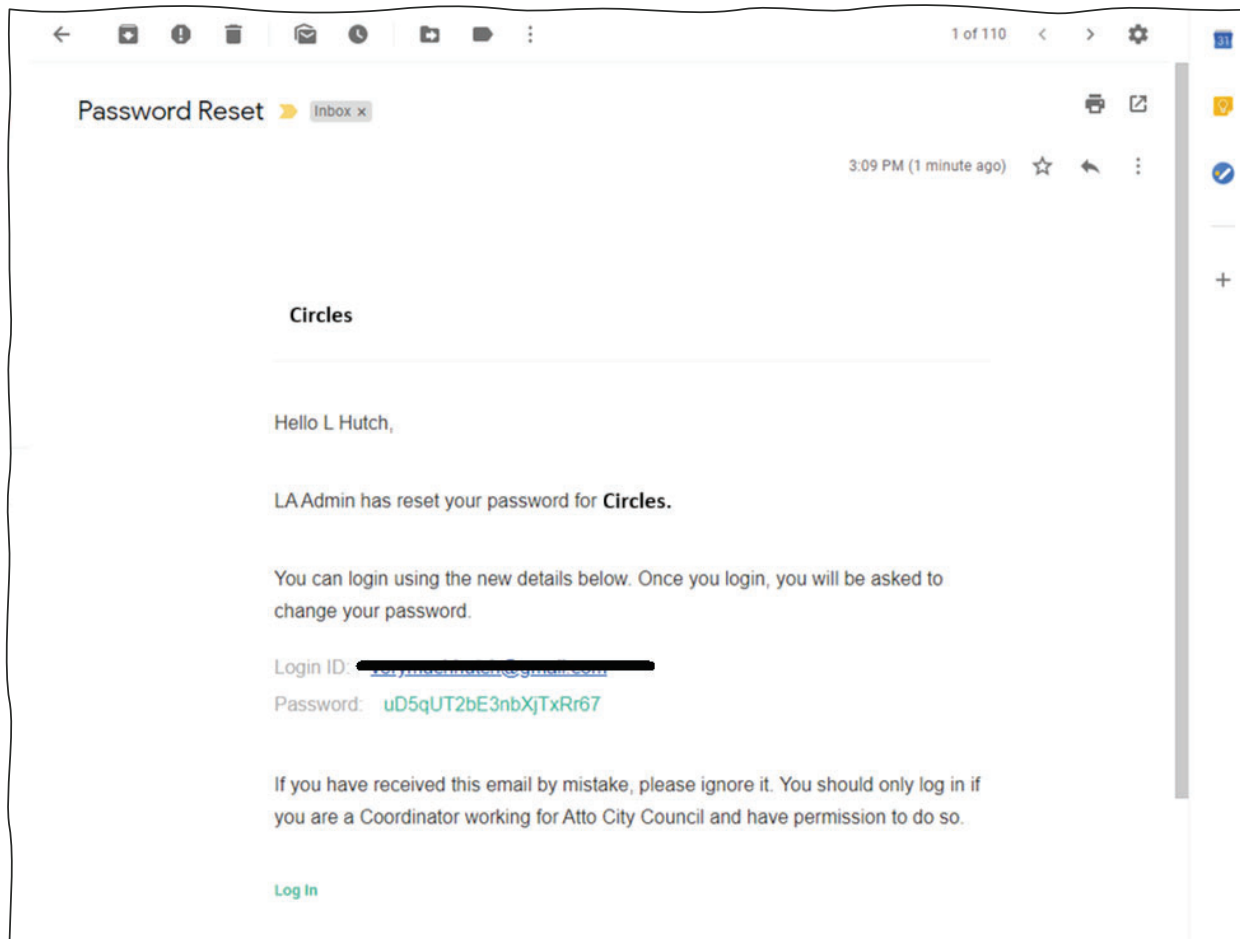 1 of 110
31
Password Reset
Inbox x
3:09 PM (1 minute ago)
Circles
Hello L Hutch,
LA Admin has reset your password for Circles.
You can login using the new details below. Once you login, you will be asked to
change your password.
Login ID:
Password: uD5qUT2bE3nbXjTxRr67
If you have received this email by mistake, please ignore it. You should only log in if
you are a Coordinator working for Atto City Council and have permission to do so.
Log In